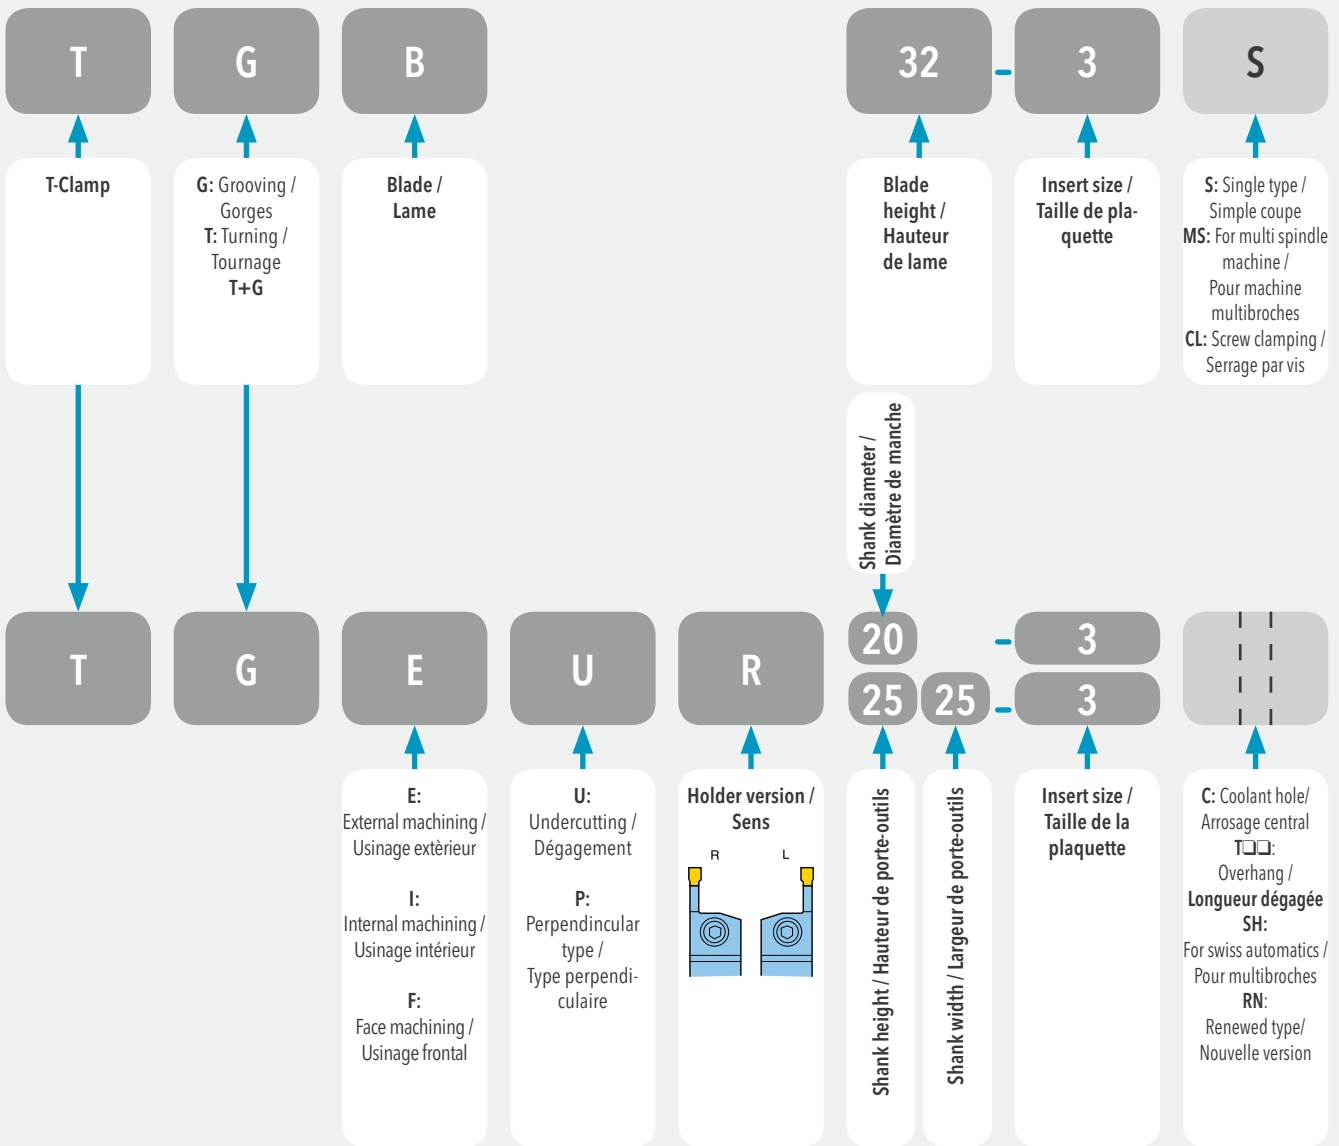 T
G
B
32
-
3
S
T-Clamp
G: Grooving /
Gorges
T: Turning /
Tournage
T+G
Blade /
Lame
Blade
height /
Hauteur
de lame
Insert size /
Taille de pla-
quette
S: Single type /
Simple coupe
MS: For multi spindle
machine /
Pour machine
multibroches
CL: Screw clamping /
Serrage par vis
Shank diameter /
Diamètre de manche
T
G
E
U
R
20
-
3
25
25
-
3
E:
External machining /
Usinage extèrieur
I:
Internal machining /
Usinage intérieur
F:
Face machining /
Usinage frontal
U:
Undercutting /
Dégagement
P:
Perpendincular
type /
Type perpendi-
culaire
Holder version /
Sens
R
L
Shank height / Hauteur de porte-outils
Shank width / Largeur de porte-outils
Insert size /
Taille de la
plaquette
C: Coolant hole/
Arrosage central
T❏❏:
Overhang /
Longueur dégagée
SH:
For swiss automatics /
Pour multibroches
RN:
Renewed type/
Nouvelle version